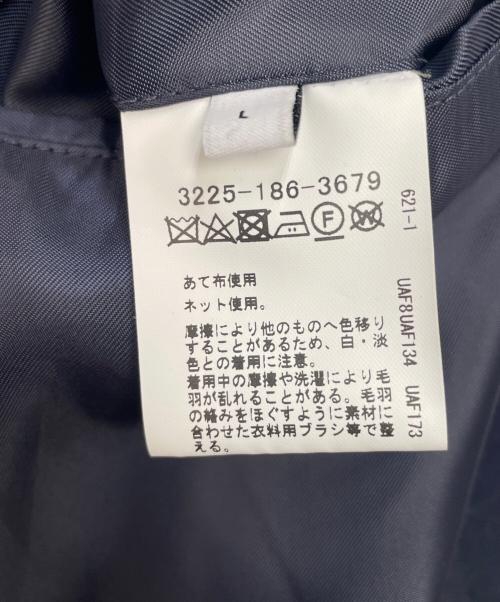 L
3225-186-3679
F
W
あて布使用
ネット使用。
摩擦により他のものへ色移り
することがあるため、白・淡
色との着用に注意。
着用中の摩擦や洗濯により毛
羽が乱れることがある。毛羽
の絡みをほぐすように素材に
合わせた衣料用ブラシ等で整
える。
621-1
UAF8UAF134
UAF173